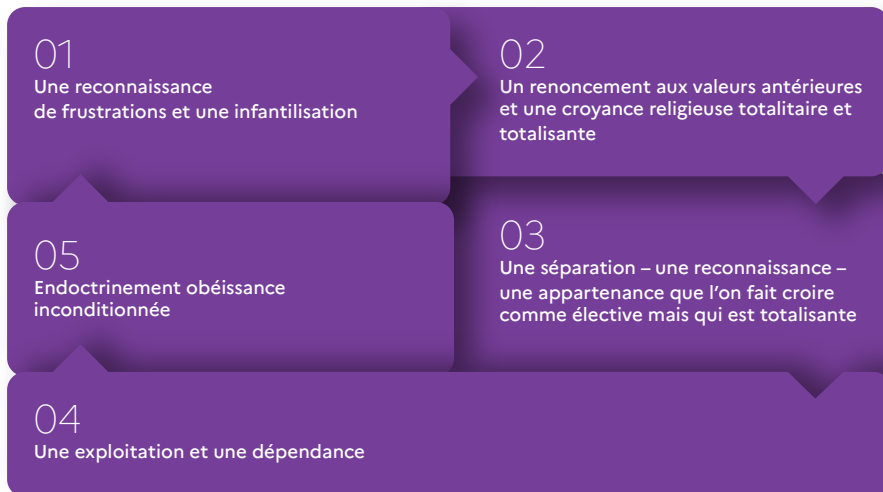 01
Une reconnaissance
de frustrations et une infantilisation
02
Un renoncement aux valeurs antérieures
et une croyance religieuse totalitaire et
totalisante
03
Une séparation – une reconnaissance –
une appartenance que l'on fait croire
comme élective mais qui est totalisante
04
Une exploitation et une dépendance
05
Endoctrinement obéissance
inconditionnée